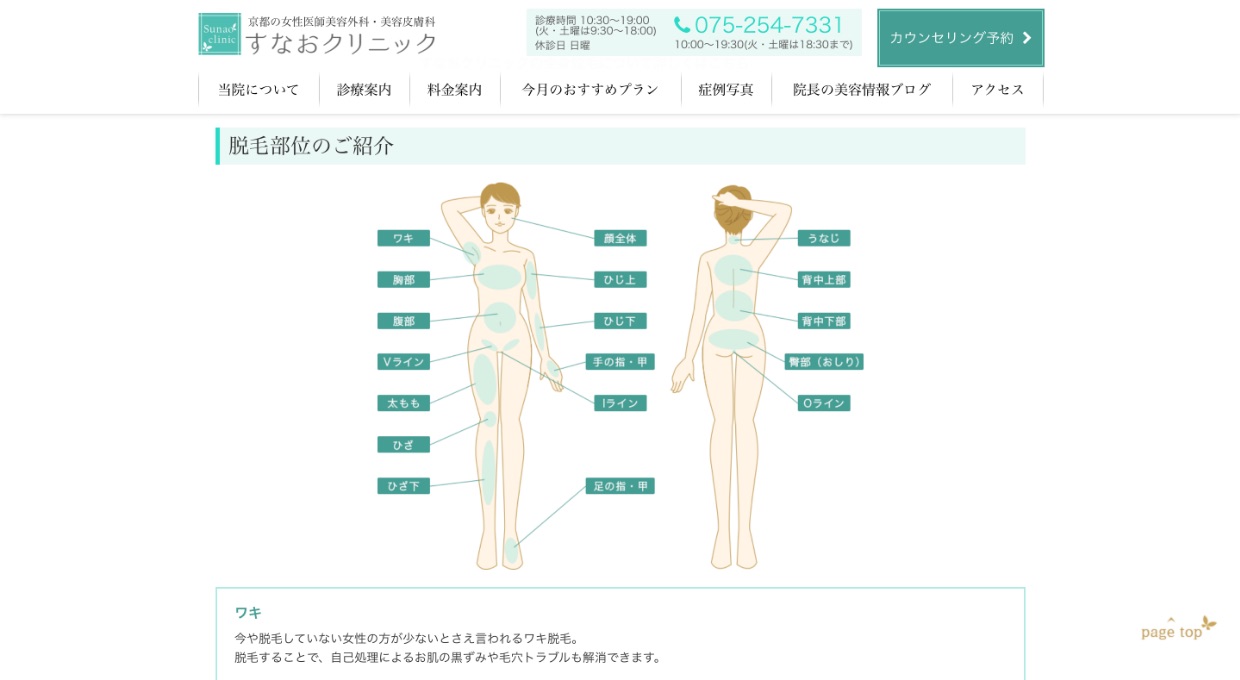 Sunao clinic
京都の女性医師美容外科・美容皮膚科
すなおクリニック
診療時間 10:30〜19:00
(火・土曜は9:30〜18:00)
休診日 日曜
075-254-7331
10:00〜19:30(火・土曜は18:30まで)
カウンセリング予約
当院について
診療案内
料金案内
今月のおすすめプラン
症例写真
院長の美容情報ブログ
アクセス
脱毛部位のご紹介
ワキ
胸部
腹部
Vライン
太もも
ひざ
ひざ下
顔全体
ひじ上
ひじ下
手の指・甲
Iライン
足の指・甲
うなじ
背中上部
背中下部
臀部（おしり）
Oライン
ワキ
今や脱毛していない女性の方が少ないとさえ言われるワキ脱毛。
脱毛することで、自己処理によるお肌の黒ずみや毛穴トラブルも解消できます。
page top